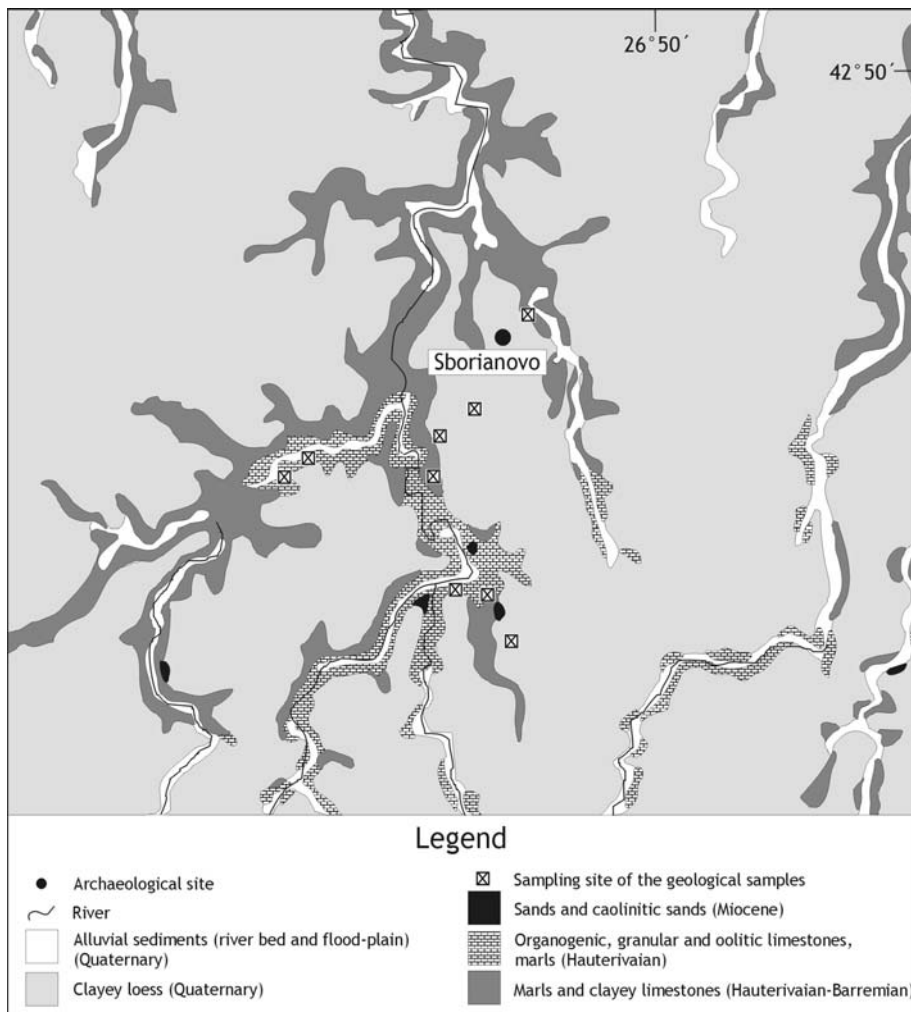 26°50´
42°50´
Sborianovo
Legend
Archaeological site
River
Alluvial sediments (river bed and flood-plain)
(Quaternary)
Clayey loess (Quaternary)
Sampling site of the geological samples
Sands and caolinitic sands (Miocene)
Organogenic, granular and oolitic limestones,
marls (Hauterivaian)
Marls and clayey limestones (Hauterivaian-Barremian)